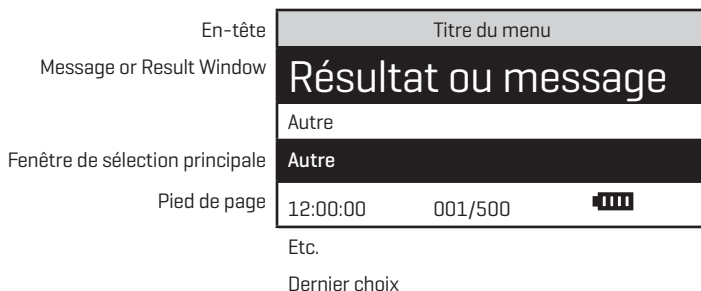 En-tête
Titre du menu
Message or Result Window
Résultat ou message
Autre
Fenêtre de sélection principale
Autre
Pied de page
12:00:00 001/500
Etc.
Dernier choix